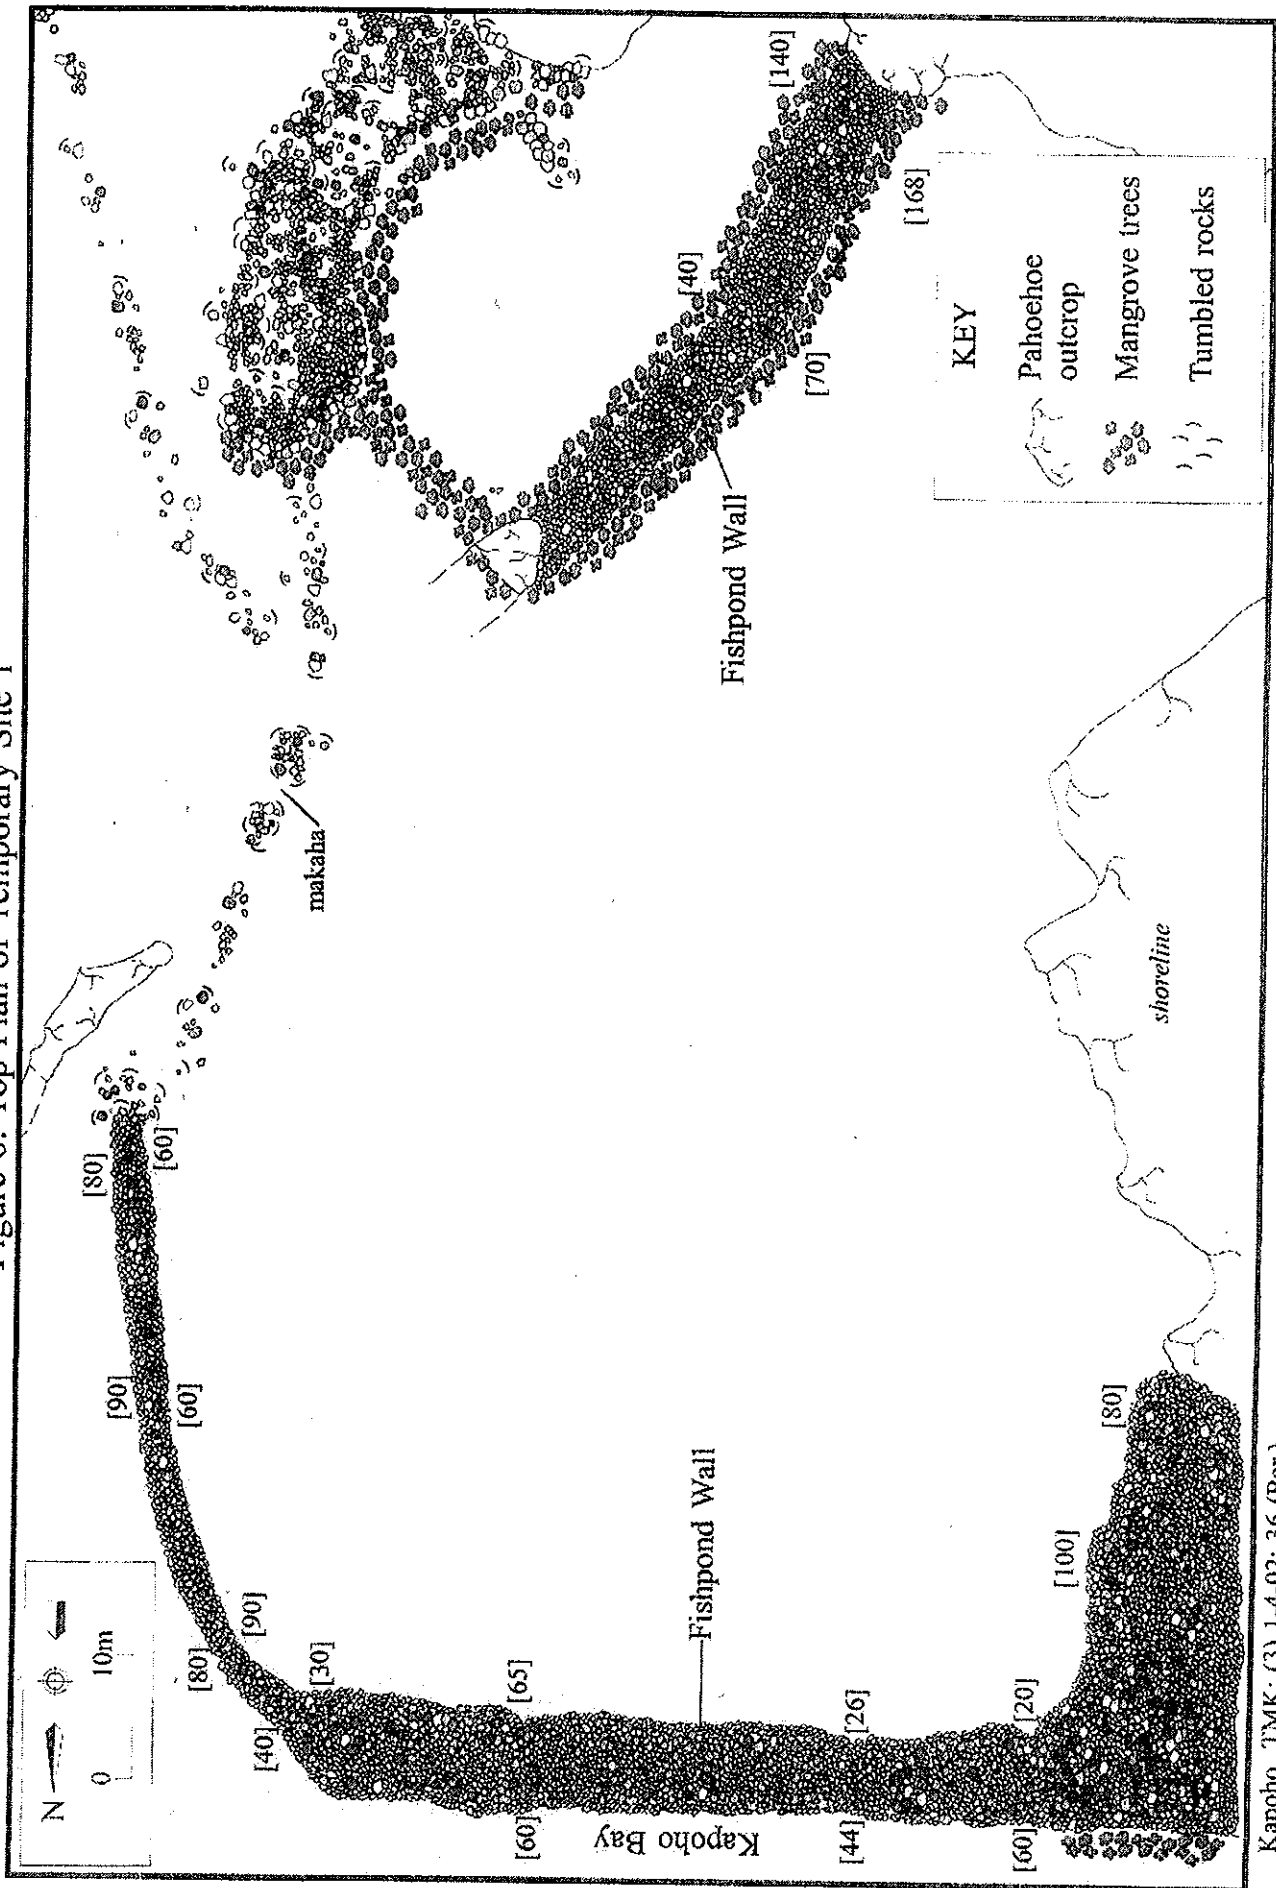 Figure 6. Top Plan of Temporary Site 1
N
0 10m
Kapoho Bay
Fishpond Wall
Fishpond Wall
makaha
shoreline
[80]
[60]
[90]
[60]
[80]
[90]
[40]
[30]
[60]
[65]
[44]
[26]
[60]
[20]
[100]
[80]
[140]
[168]
[40]
[70]
KEY
Pahoehoe
outcrop
Mangrove trees
Tumbled rocks
Kapoho TMK: (3) 1-4-02: 36 (Por.)